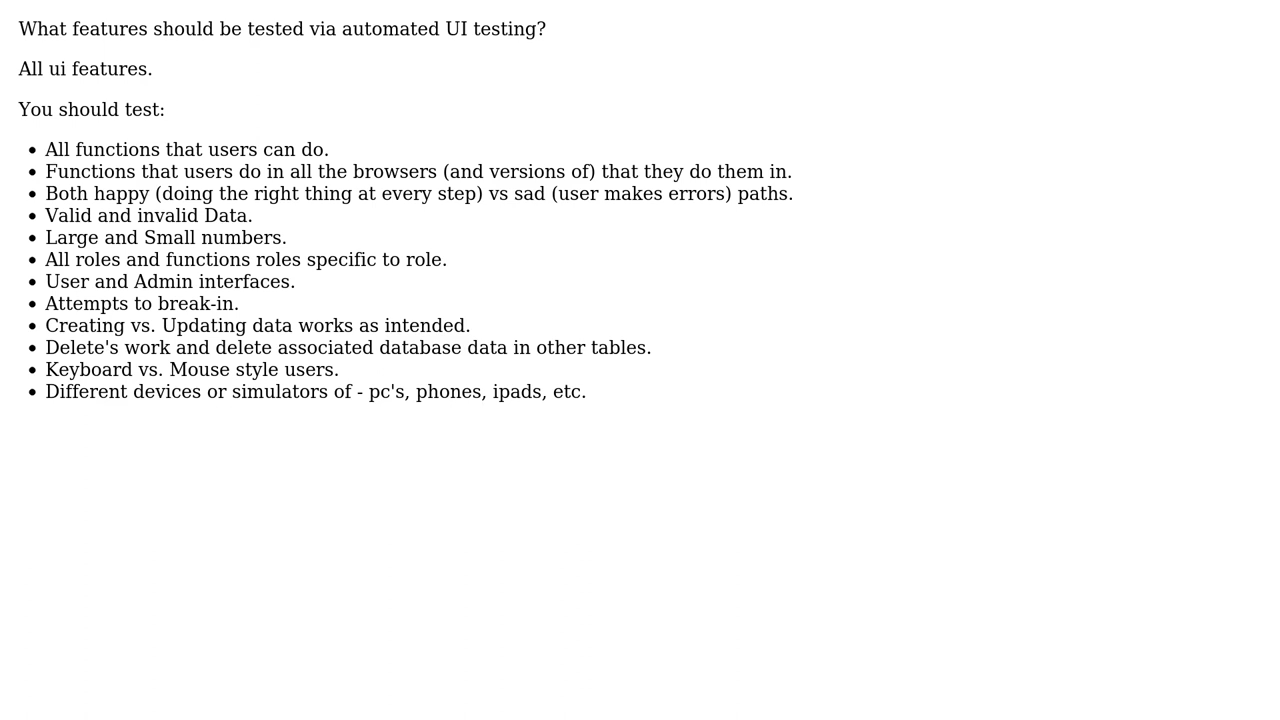 What features should be tested via automated UI testing?
All ui features.
You should test:
• All functions that users can do.
• Functions that users do in all the browsers (and versions of) that they do them in.
• Both happy (doing the right thing at every step) vs sad (user makes errors) paths.
• Valid and invalid Data.
• Large and Small numbers.
• All roles and functions roles specific to role.
• User and Admin interfaces.
• Attempts to break-in.
• Creating vs. Updating data works as intended.
• Delete's work and delete associated database data in other tables.
• Keyboard vs. Mouse style users.
• Different devices or simulators of - pc's, phones, ipads, etc.